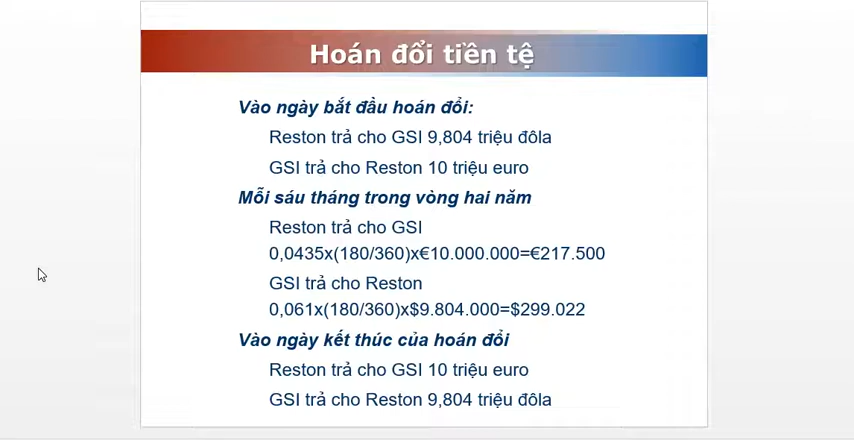 Hoán đổi tiền tệ
Vào ngày bắt đầu hoán đổi:
Reston trả cho GSI 9,804 triệu đôla
GSI trả cho Reston 10 triệu euro
Mỗi sáu tháng trong vòng hai năm
Reston trả cho GSI
0,0435x(180/360)x€10.000.000=€217.500
GSI trả cho Reston
0,061x(180/360)x$9.804.000=$299.022
Vào ngày kết thúc của hoán đổi
Reston trả cho GSI 10 triệu euro
GSI trả cho Reston 9,804 triệu đôla